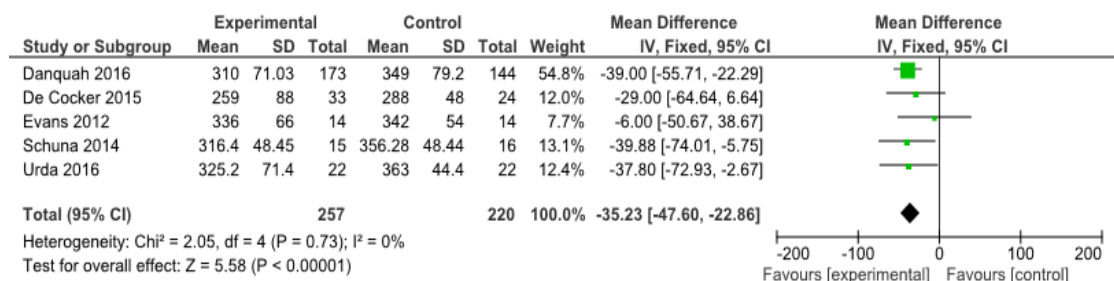 Experimental Control Mean Difference Mean Difference
Study or Subgroup Mean SD Total Mean SD Total Weight IV, Fixed, 95% CI IV, Fixed, 95% CI
Danquah 2016 310 71.03 173 349 79.2 144 54.8% -39.00 [-55.71, -22.29]
De Cocker 2015 259 88 33 288 48 24 12.0% -29.00 [-64.64, 6.64]
Evans 2012 336 66 14 342 54 14 7.7% -6.00 [-50.67, 38.67]
Schuna 2014 316.4 48.45 15 356.28 48.44 16 13.1% -39.88 [-74.01, -5.75]
Urda 2016 325.2 71.4 22 363 44.4 22 12.4% -37.80 [-72.93, -2.67]
Total (95% CI) 257 220 100.0% -35.23 [-47.60, -22.86]
Heterogeneity: Chi² = 2.05, df = 4 (P = 0.73); I² = 0%
Test for overall effect: Z = 5.58 (P < 0.00001)
-200 -100 0 100 200
Favours [experimental] Favours [control]